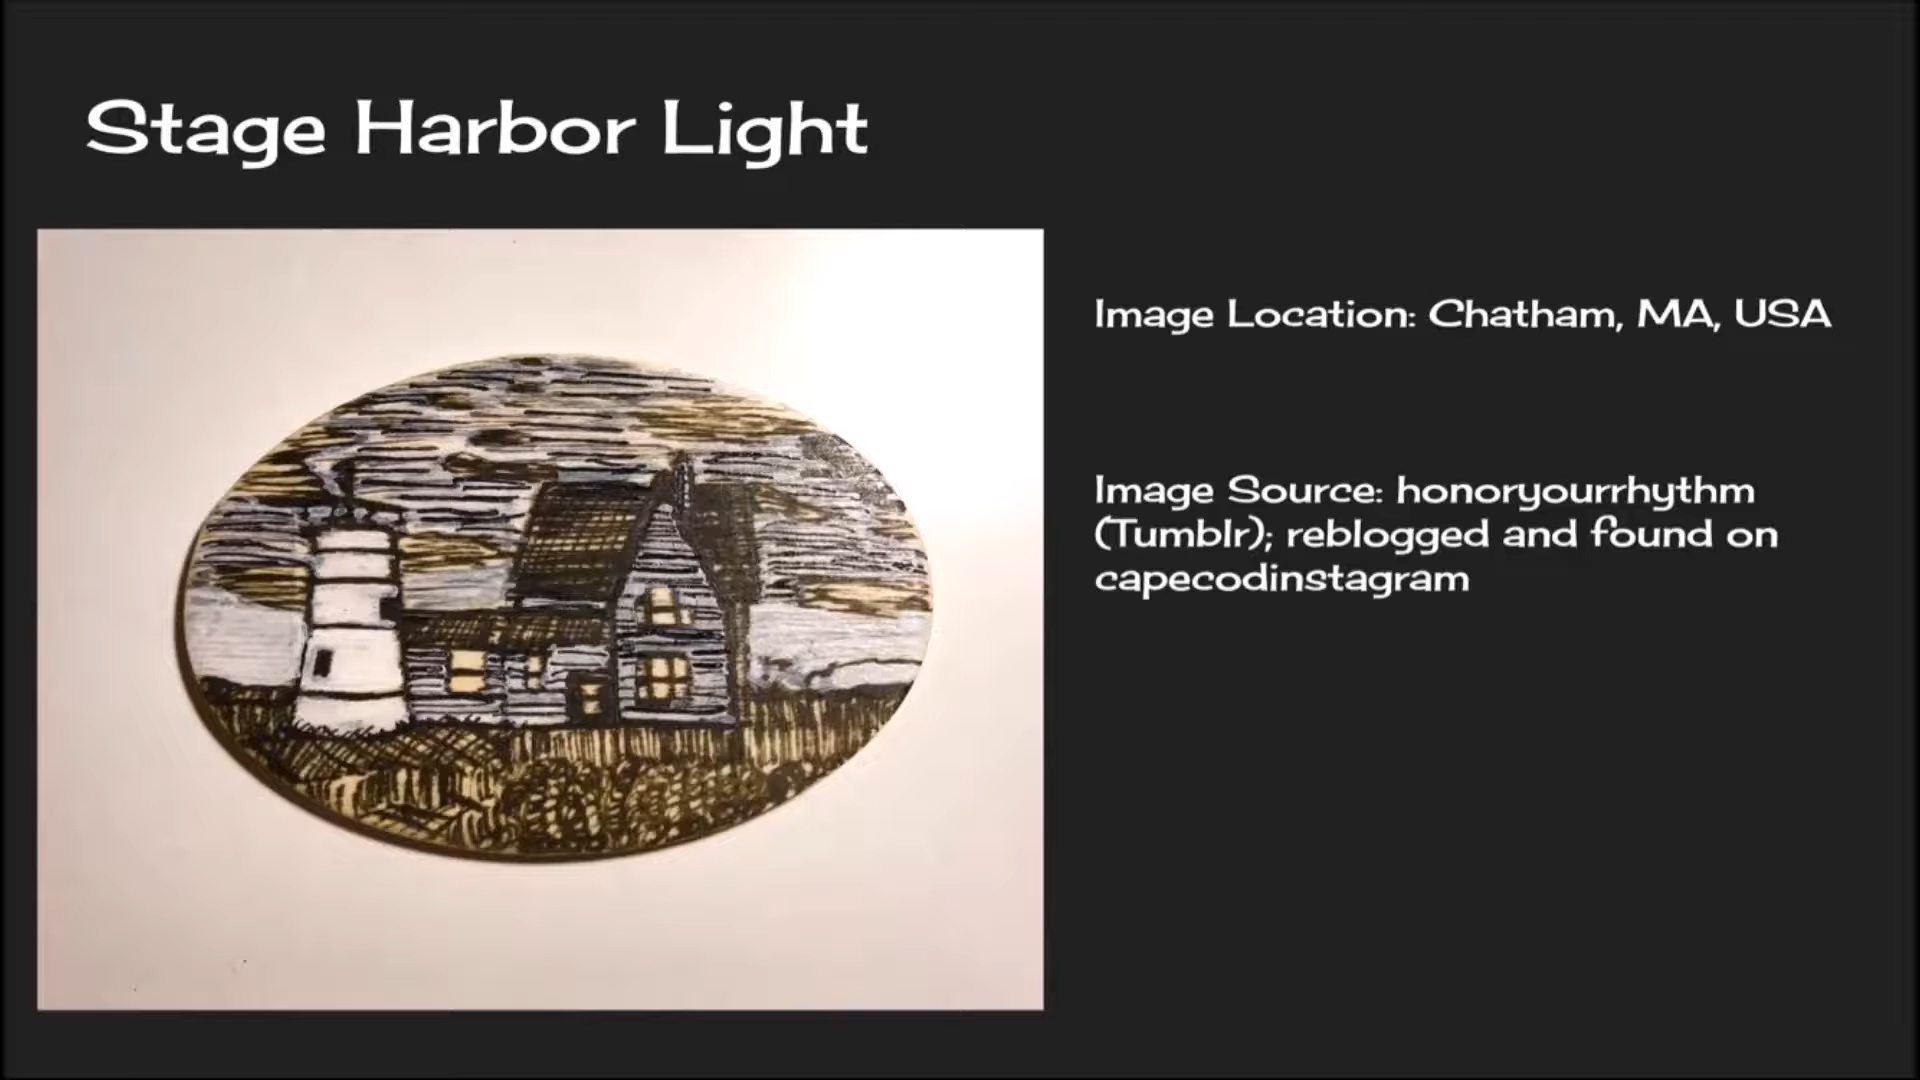 Stage Harbor Light
Image Location: Chatham, MA, USA
Image Source: honoryourrhythm
(Tumblr); reblogged and found on
capecodinstagram